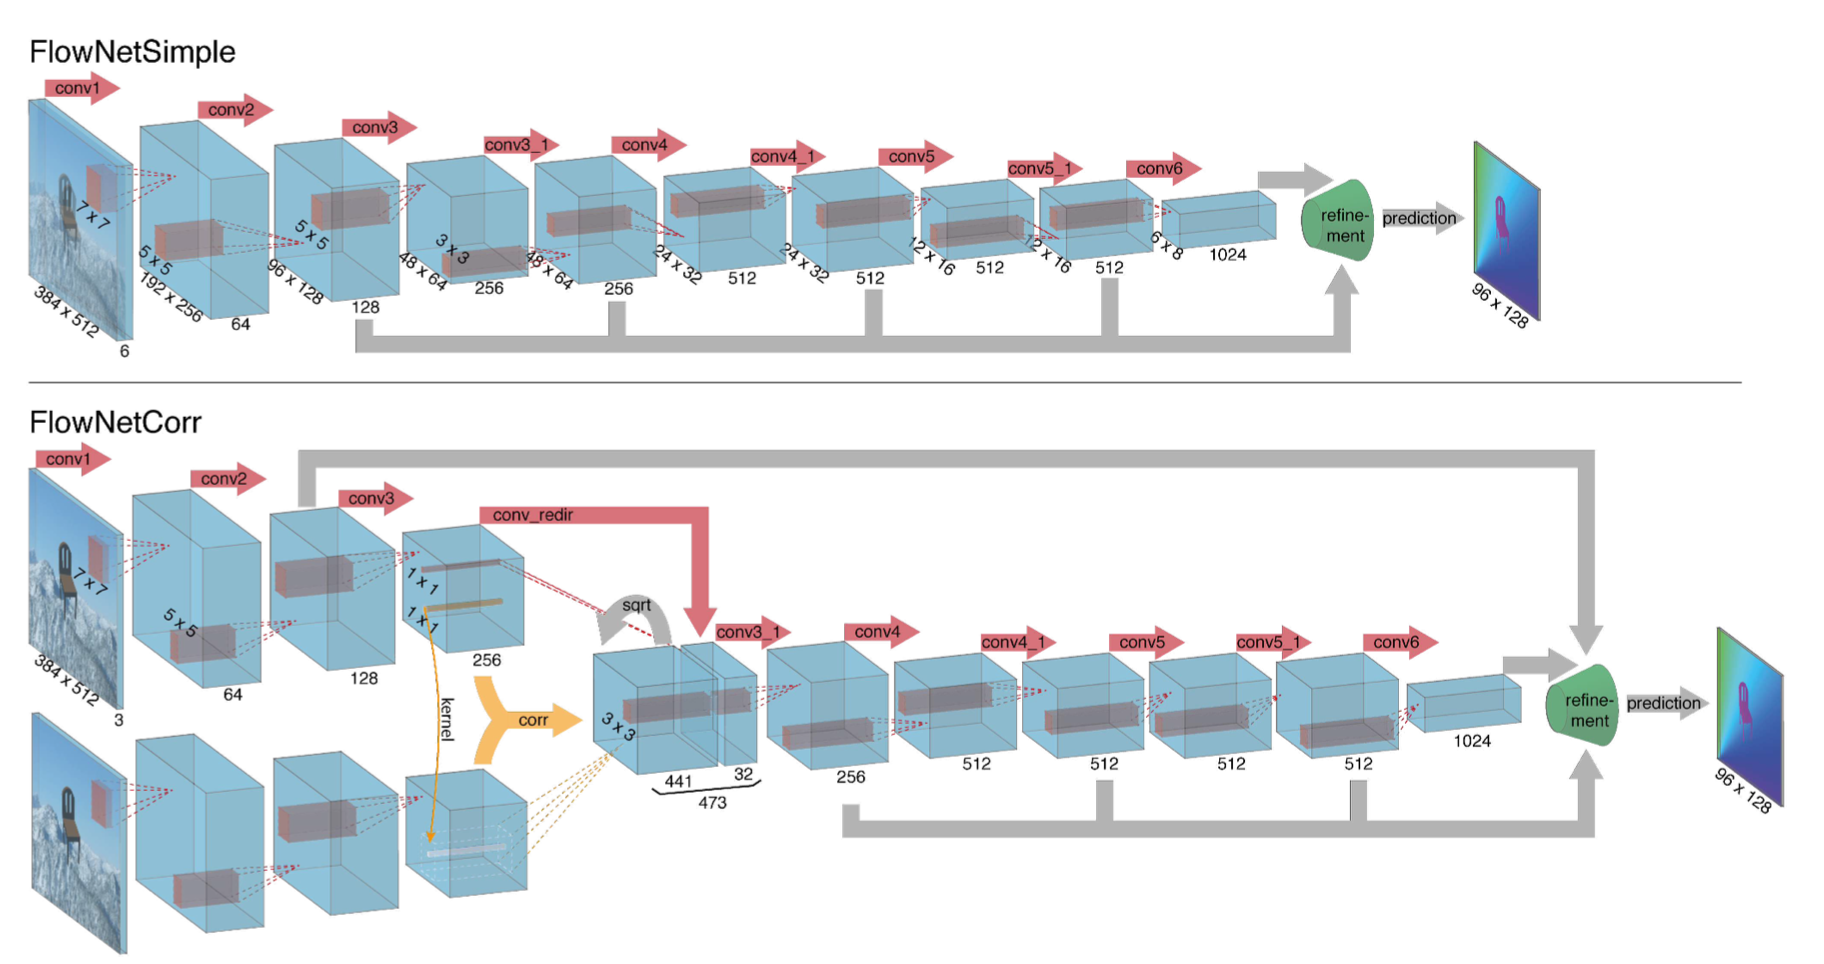 FlowNetSimple
conv1
conv2
conv3
conv3_1
conv4
conv4_1
conv5
conv5_1
conv6
7 x 7
5 x 5
5 x 5
3 x 3
384 x 512
6
192 x 256
64
96 x 128
128
48 x 64
256
48 x 64
256
24 x 32
512
24 x 32
512
12 x 16
512
12 x 16
512
6 x 8
1024
refine-
ment
prediction
96 x 128
FlowNetCorr
conv1
conv2
conv3
conv_redir
sqrt
conv3_1
conv4
conv4_1
conv5
conv5_1
conv6
7 x 7
5 x 5
1 x 1
1 x 1
384 x 512
3
64
128
256
kernel
corr
3 x 3
441
32
473
256
512
512
512
512
1024
refine-
ment
prediction
96 x 128